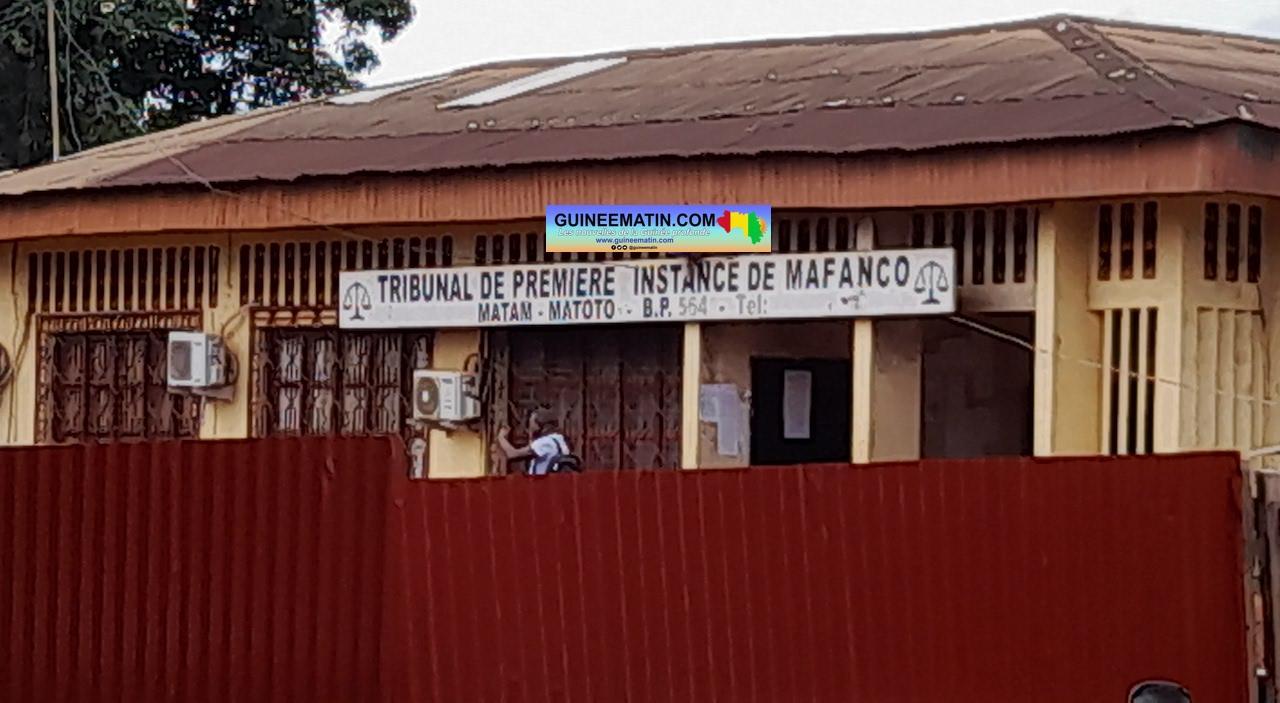 GUINEEMATIN.COM
Les nouvelles de la Guinée profonde
www.guineematin.com
@guineematin
TRIBUNAL DE PREMIERE INSTANCE DE MAFANCO
MATAM - MATOTO - B.P. 564 - Tel: